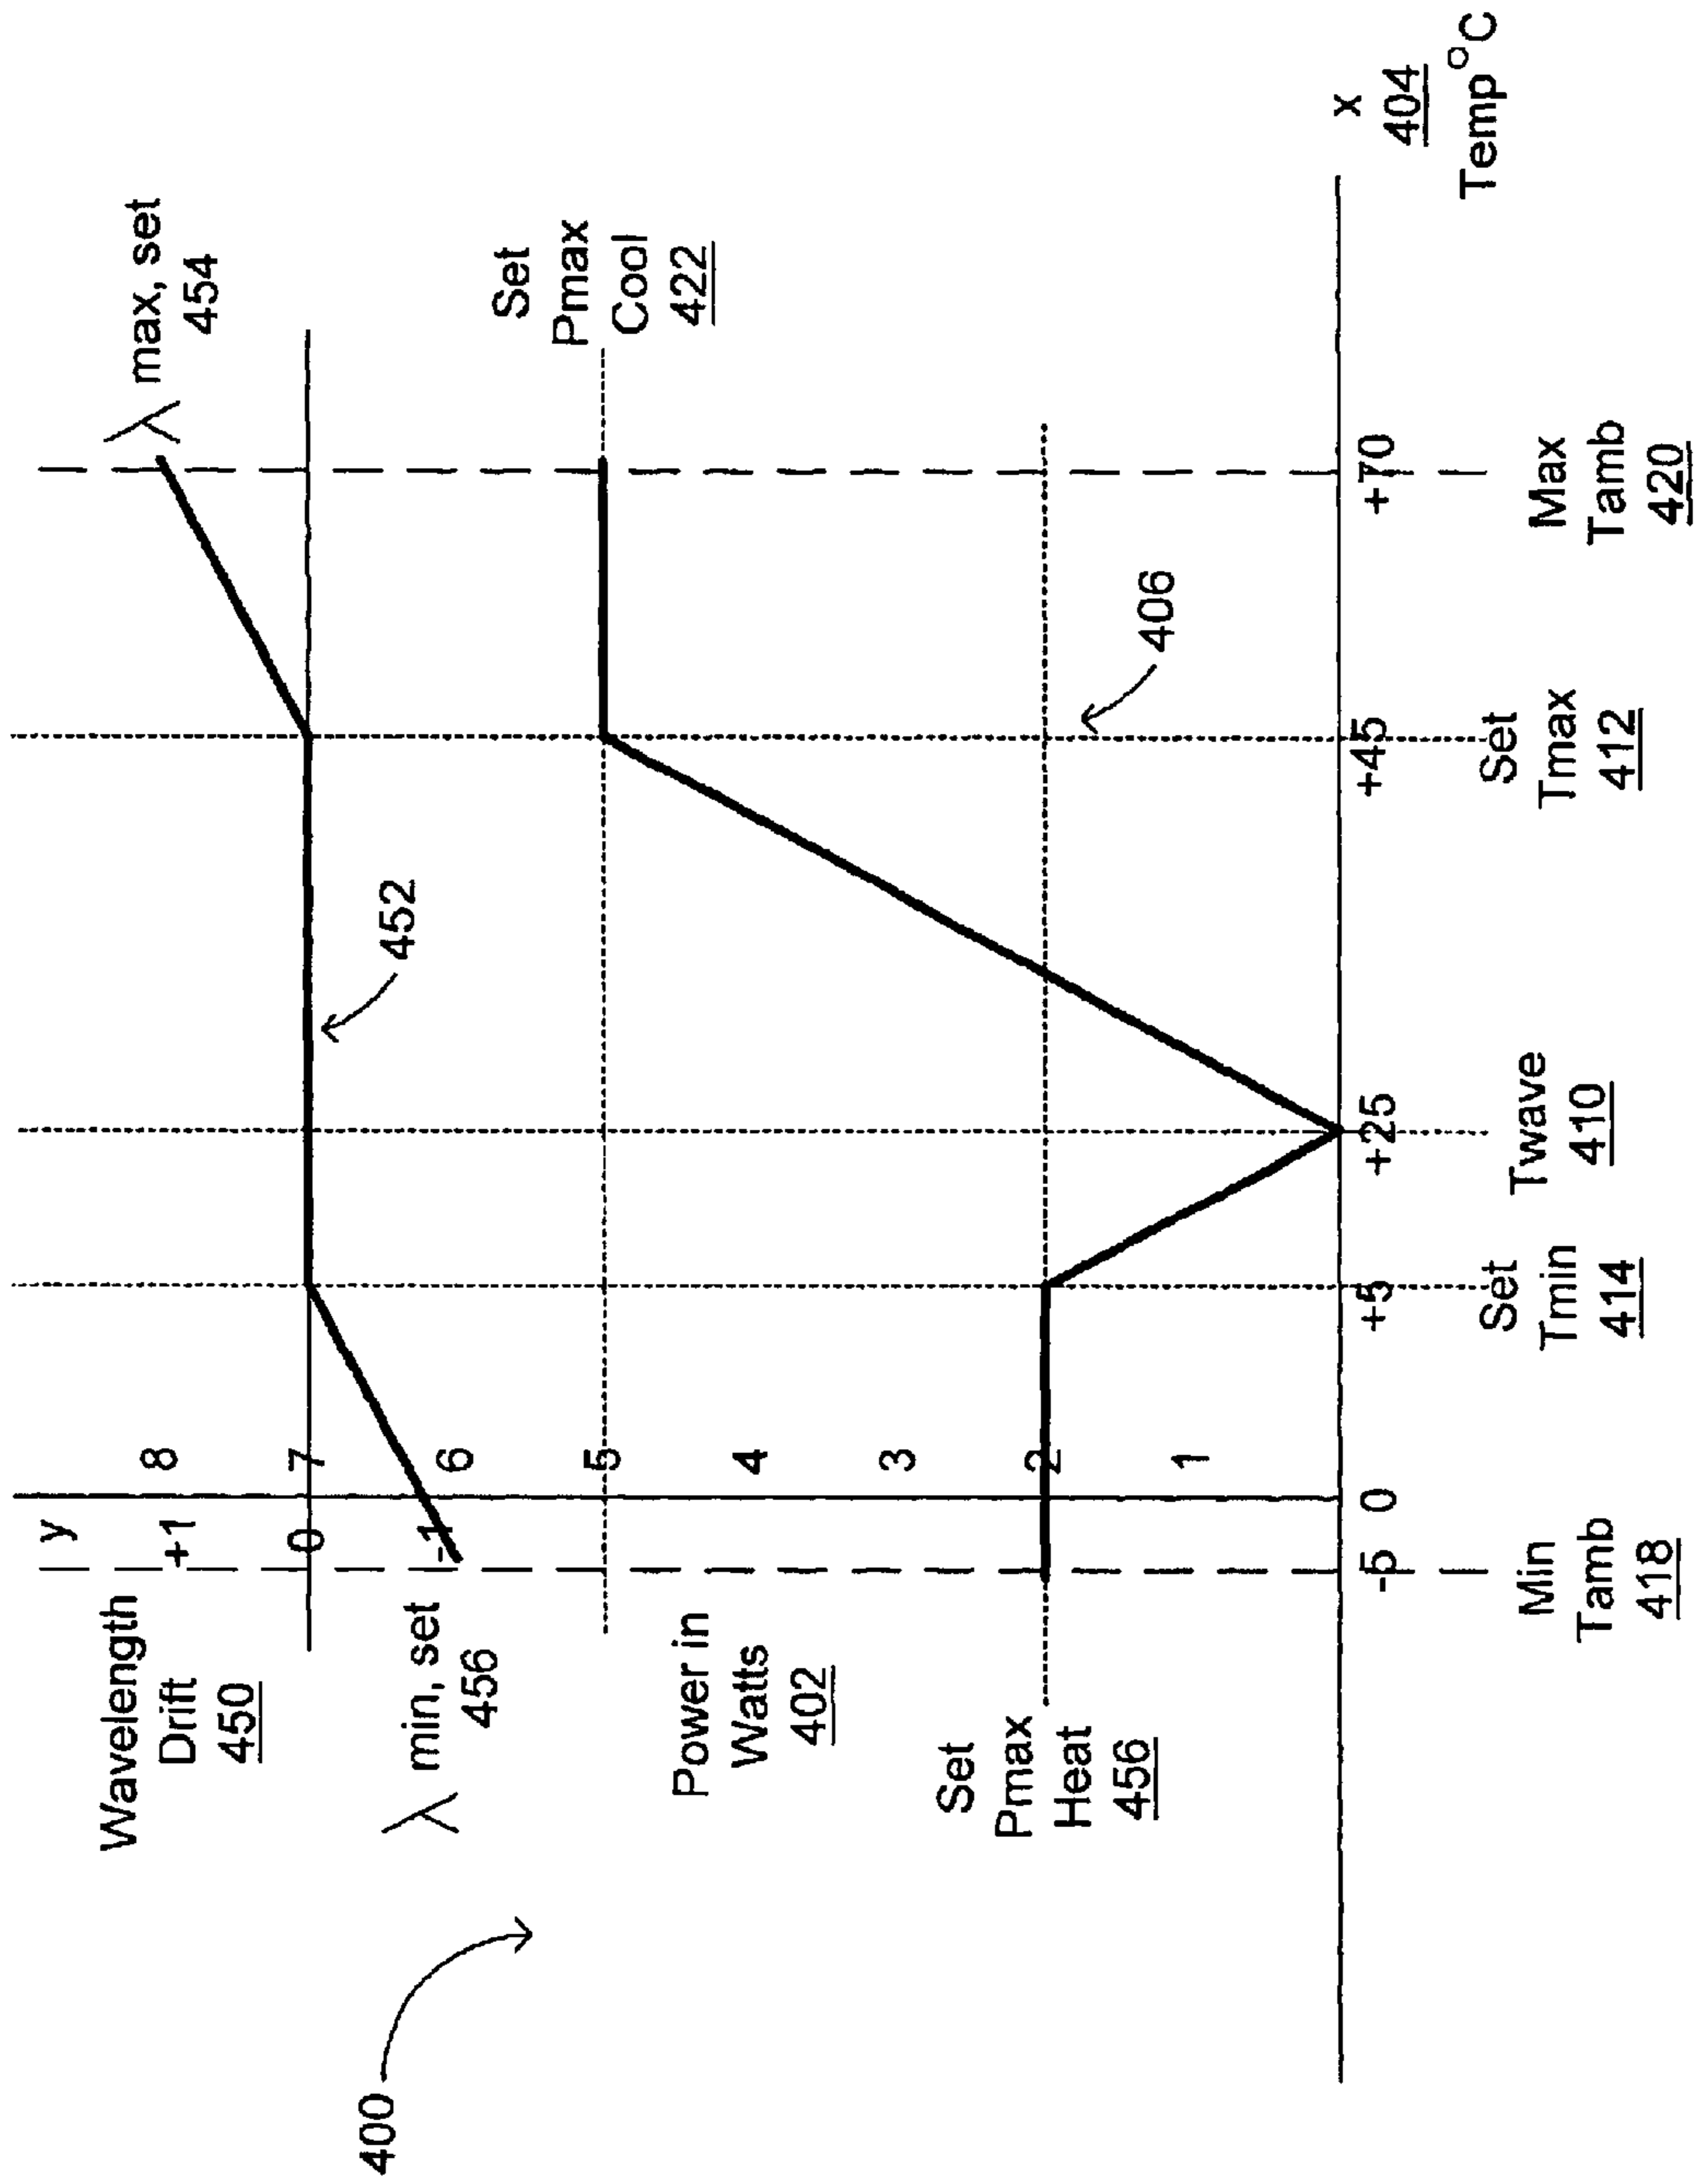 400
Wavelength
Drift
450
y
+1
8
0
7
-1
6
5
4
3
2
1
λ max, set
454
λ min, set
456
452
Set
Pmax
Cool
422
Power in
Watts
402
406
Set
Pmax
Heat
456
-5
0
+5
+25
+45
+70
x
404
Temp °C
Min
Tamb
418
Set
Tmin
414
Twave
410
Set
Tmax
412
Max
Tamb
420